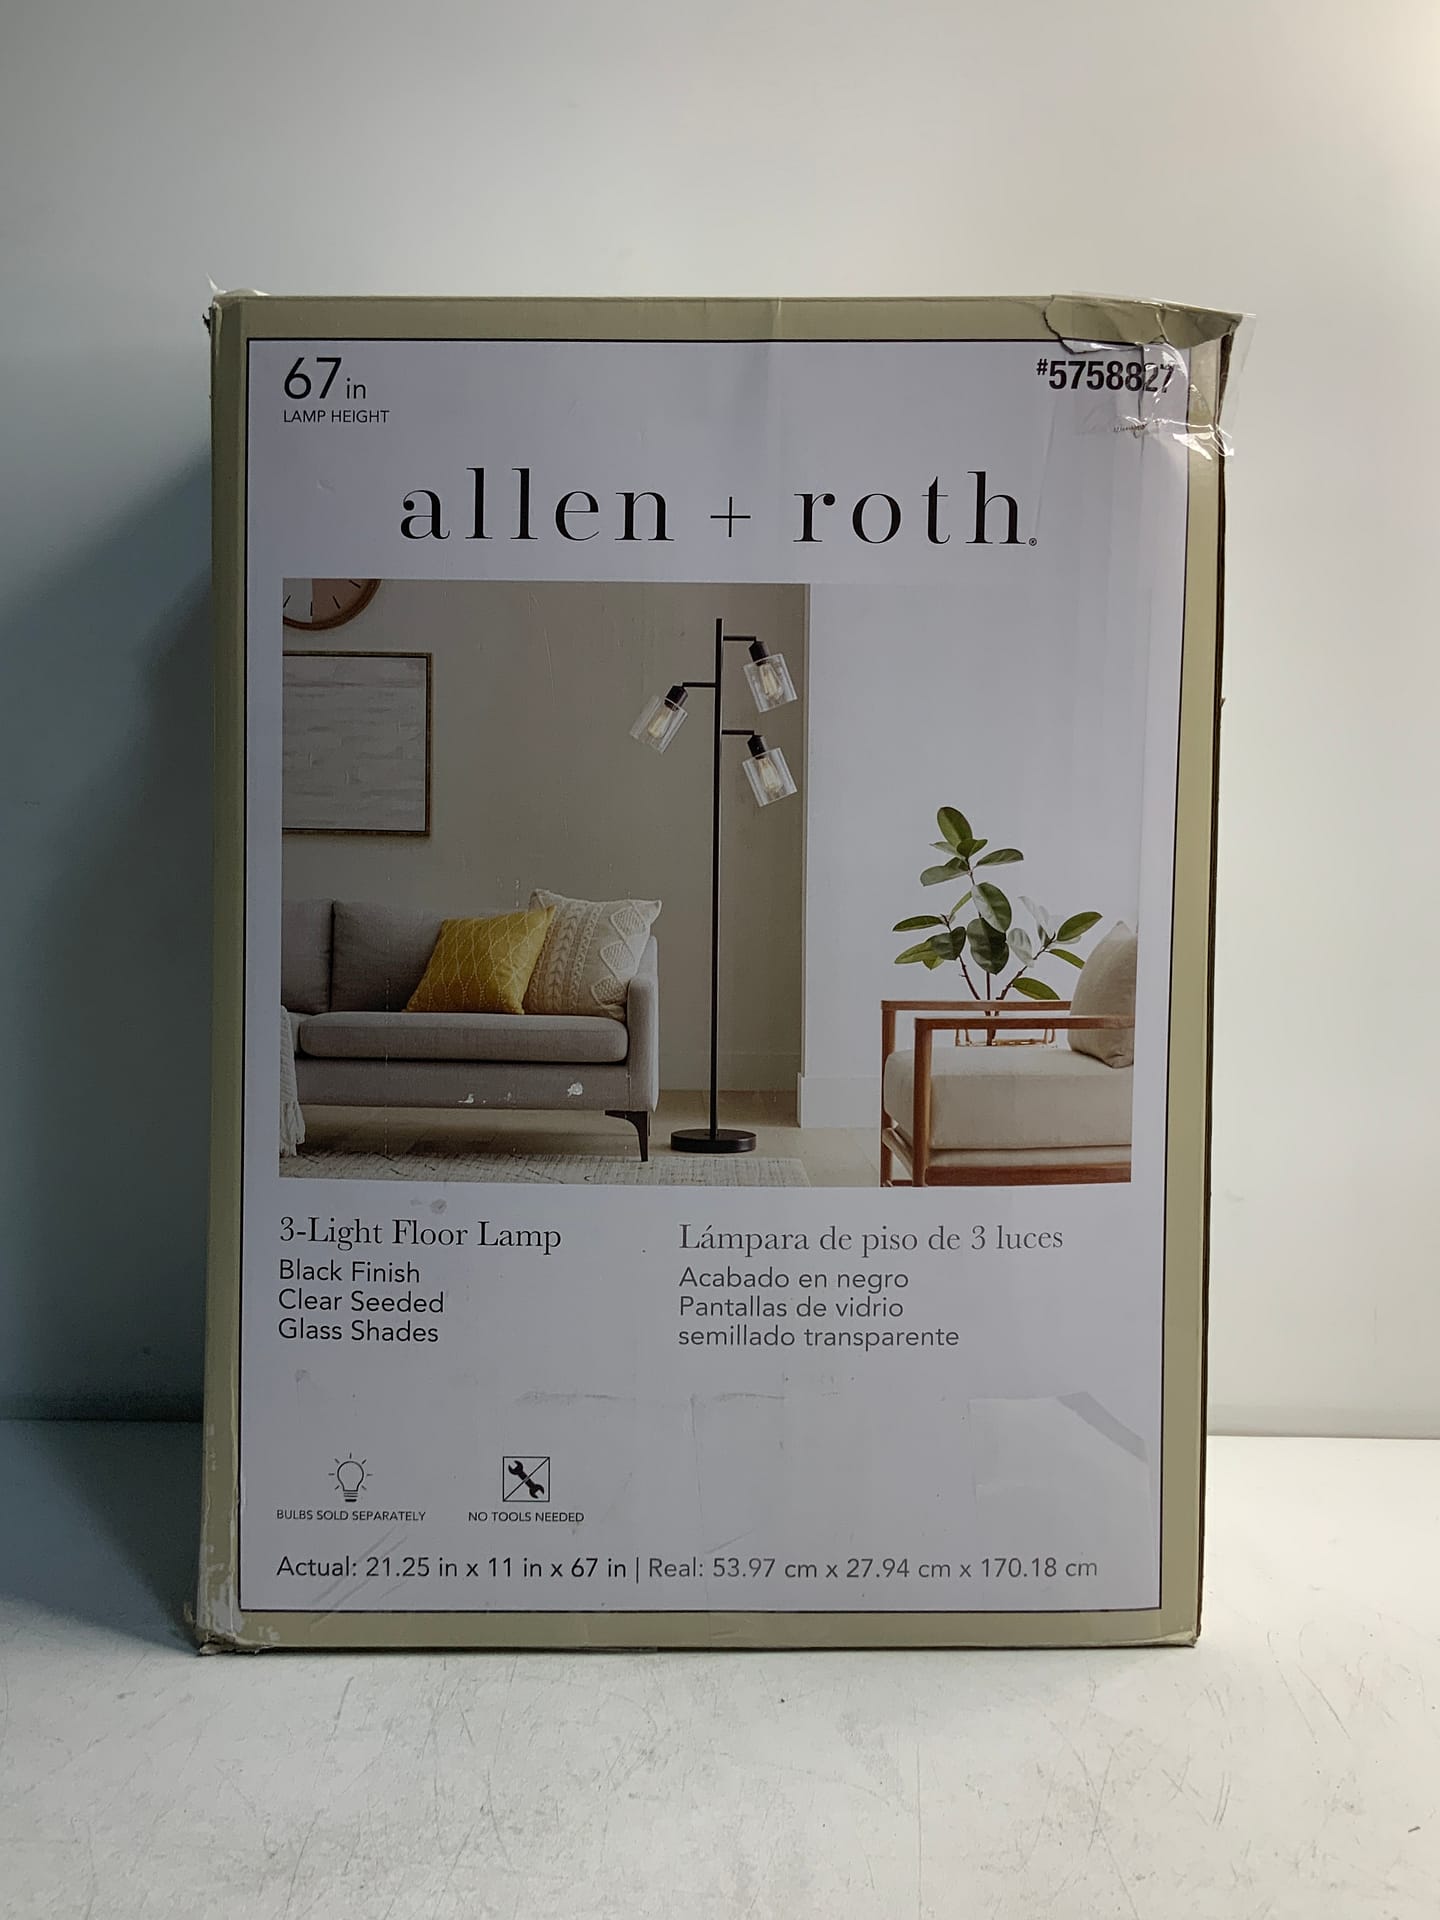 67 in
LAMP HEIGHT
#5758827
allen + roth®
3-Light Floor Lamp
Black Finish
Clear Seeded
Glass Shades
Lámpara de piso de 3 luces
Acabado en negro
Pantallas de vidrio
semillado transparente
BULBS SOLD SEPARATELY
NO TOOLS NEEDED
Actual: 21.25 in x 11 in x 67 in | Real: 53.97 cm x 27.94 cm x 170.18 cm